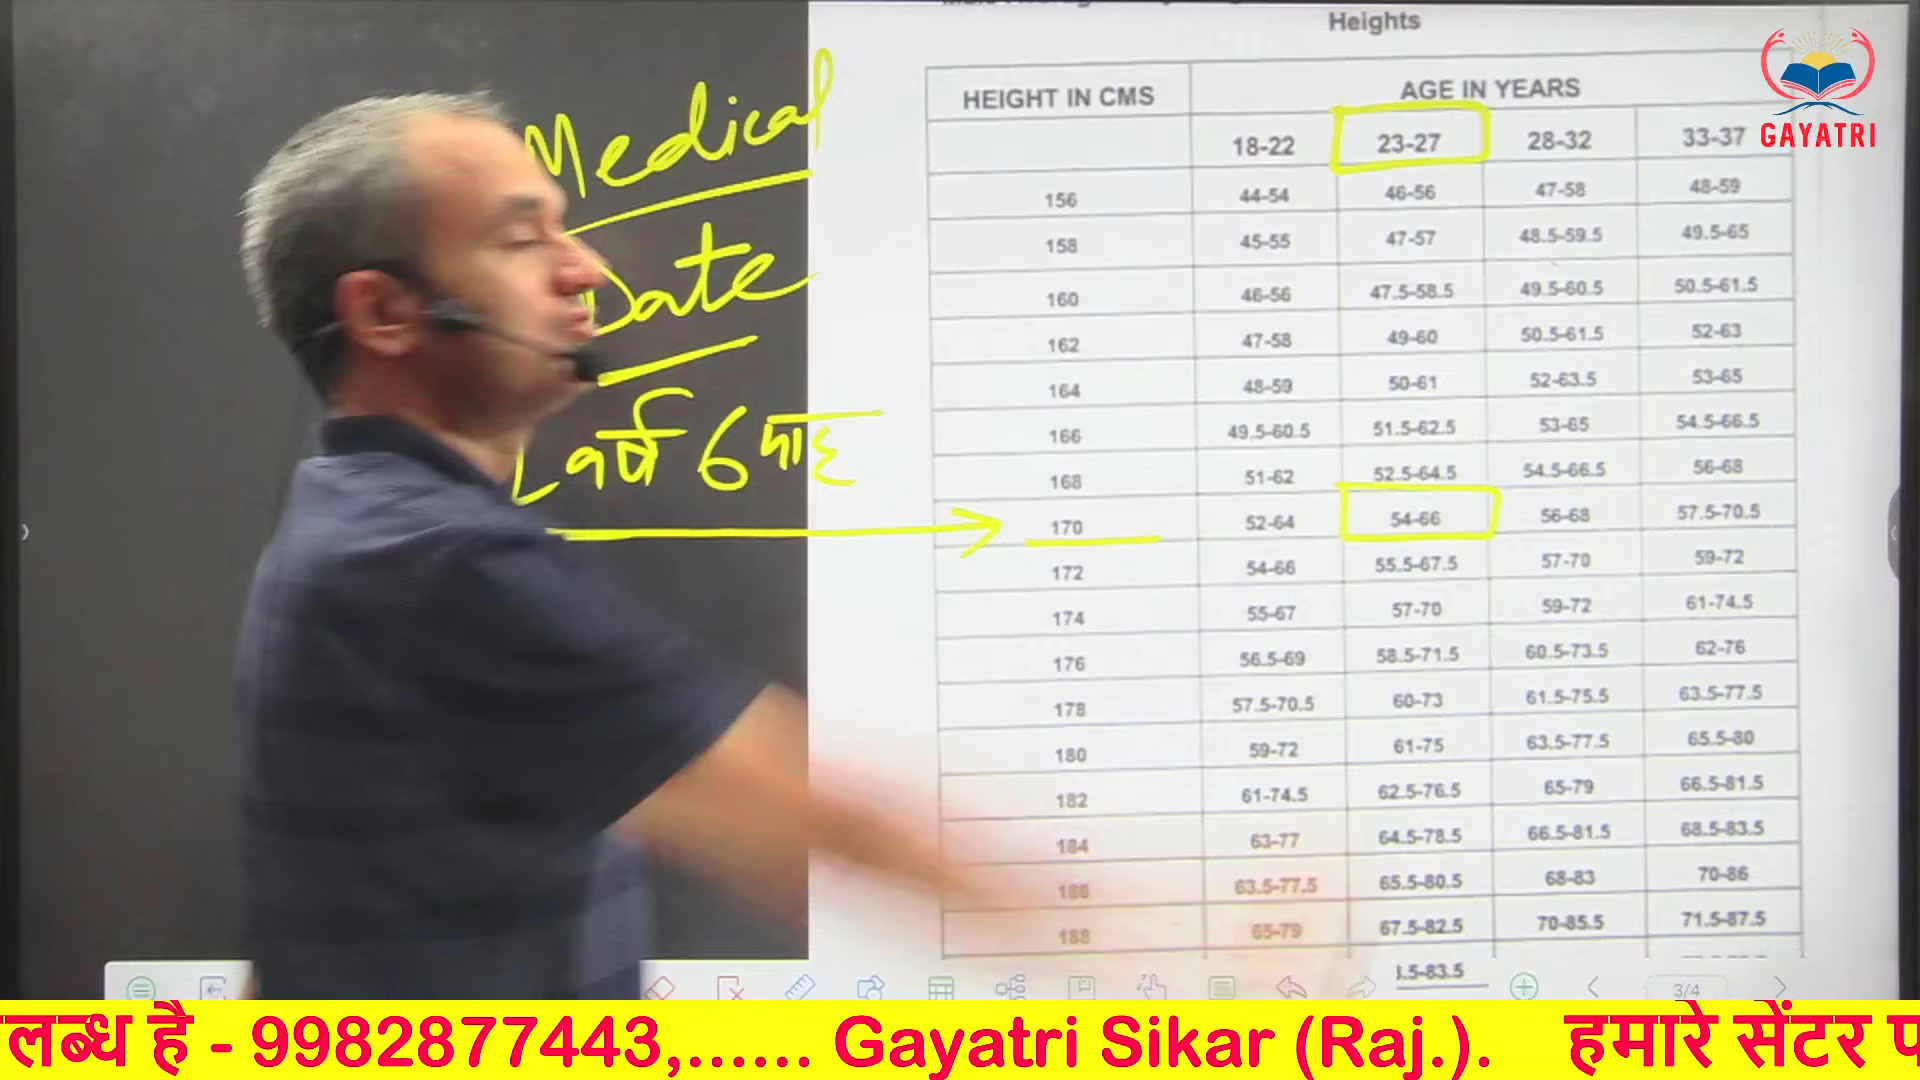 Heights
GAYATRI
Medical
Date
वर्ष 6 माह
HEIGHT IN CMS AGE IN YEARS
18-22 23-27 28-32 33-37
156 44-54 46-56 47-58 48-59
158 45-55 47-57 48.5-59.5 49.5-65
160 46-56 47.5-58.5 49.5-60.5 50.5-61.5
162 47-58 49-60 50.5-61.5 52-63
164 48-59 50-61 52-63.5 53-65
166 49.5-60.5 51.5-62.5 53-65 54.5-66.5
168 51-62 52.5-64.5 54.5-66.5 56-68
170 52-64 54-66 56-68 57.5-70.5
172 54-66 55.5-67.5 57-70 59-72
174 55-67 57-70 59-72 61-74.5
176 56.5-69 58.5-71.5 60.5-73.5 62-76
178 57.5-70.5 60-73 61.5-75.5 63.5-77.5
180 59-72 61-75 63.5-77.5 65.5-80
182 61-74.5 62.5-76.5 65-79 66.5-81.5
184 63-77 64.5-78.5 66.5-81.5 68.5-83.5
186 63.5-77.5 65.5-80.5 68-83 70-86
188 65-79 67.5-82.5 70-85.5 71.5-87.5
.5-83.5
3/4
लब्ध है - 9982877443,...... Gayatri Sikar (Raj.). हमारे सेंटर